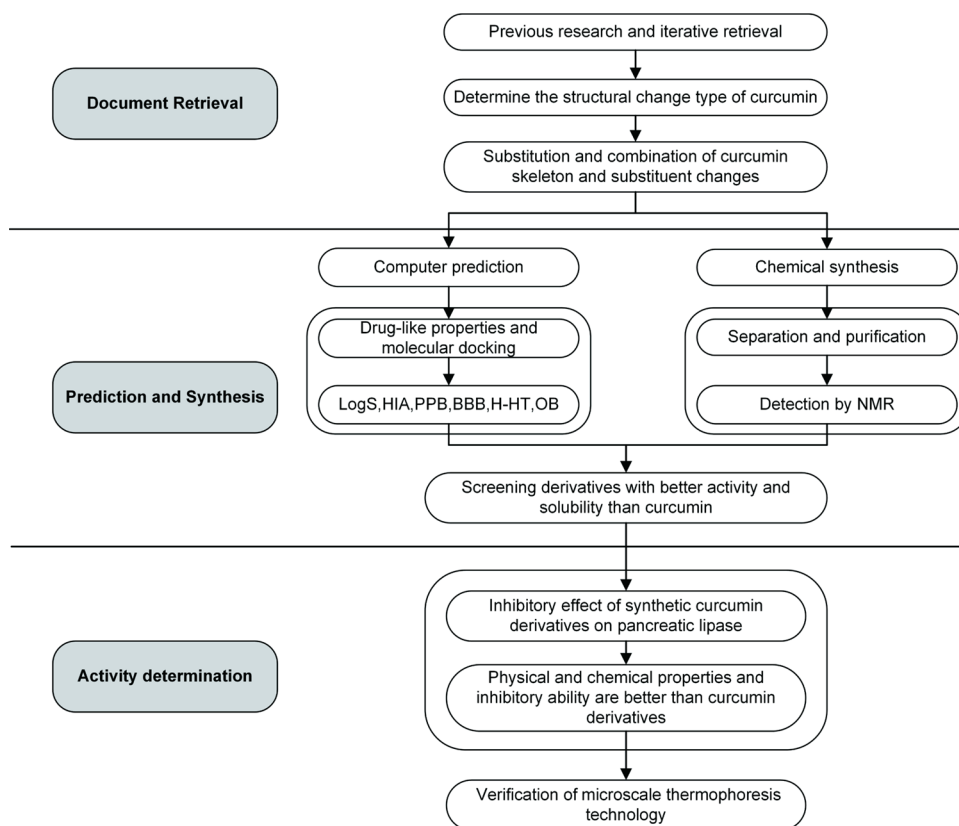 Previous research and iterative retrieval
Document Retrieval
Determine the structural change type of curcumin
Substitution and combination of curcumin
skeleton and substituent changes
Computer prediction
Chemical synthesis
Drug-like properties and
molecular docking
Separation and purification
Prediction and Synthesis
LogS,HIA,PPB,BBB,H-HT,OB
Detection by NMR
Screening derivatives with better activity and
solubility than curcumin
Inhibitory effect of synthetic curcumin
derivatives on pancreatic lipase
Activity determination
Physical and chemical properties and
inhibitory ability are better than curcumin
derivatives
Verification of microscale thermophoresis
technology